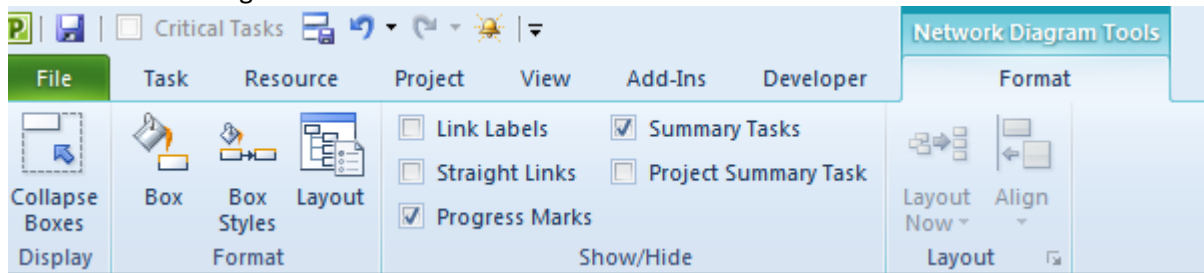 P Critical Tasks Network Diagram Tools
File Task Resource Project View Add-Ins Developer Format
Link Labels Summary Tasks
Straight Links Project Summary Task
Collapse Boxes Box Box Styles Layout Layout Now Align
Progress Marks
Display Format Show/Hide Layout